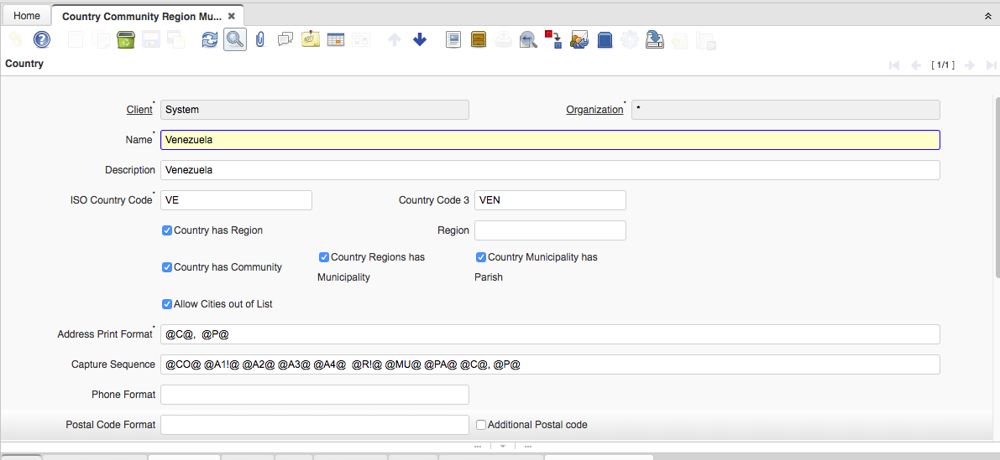 Home
Country Community Region Mu...
Country
[ 1/1 ]
Client* System
Organization* *
Name* Venezuela
Description Venezuela
ISO Country Code* VE
Country Code 3 VEN
Country has Region
Region
Country has Community
Country Regions has
Municipality
Country Municipality has
Parish
Allow Cities out of List
Address Print Format* @C@, @P@
Capture Sequence @CO@ @A1!@ @A2@ @A3@ @A4@ @R!@ @MU@ @PA@ @C@, @P@
Phone Format
Postal Code Format
Additional Postal code